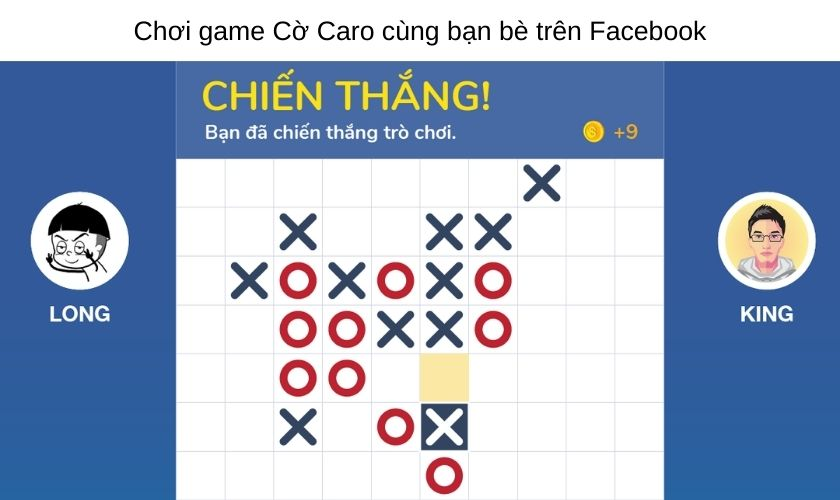 Chơi game Cờ Caro cùng bạn bè trên Facebook
CHIẾN THẮNG!
Bạn đã chiến thắng trò chơi.
+9
LONG
KING